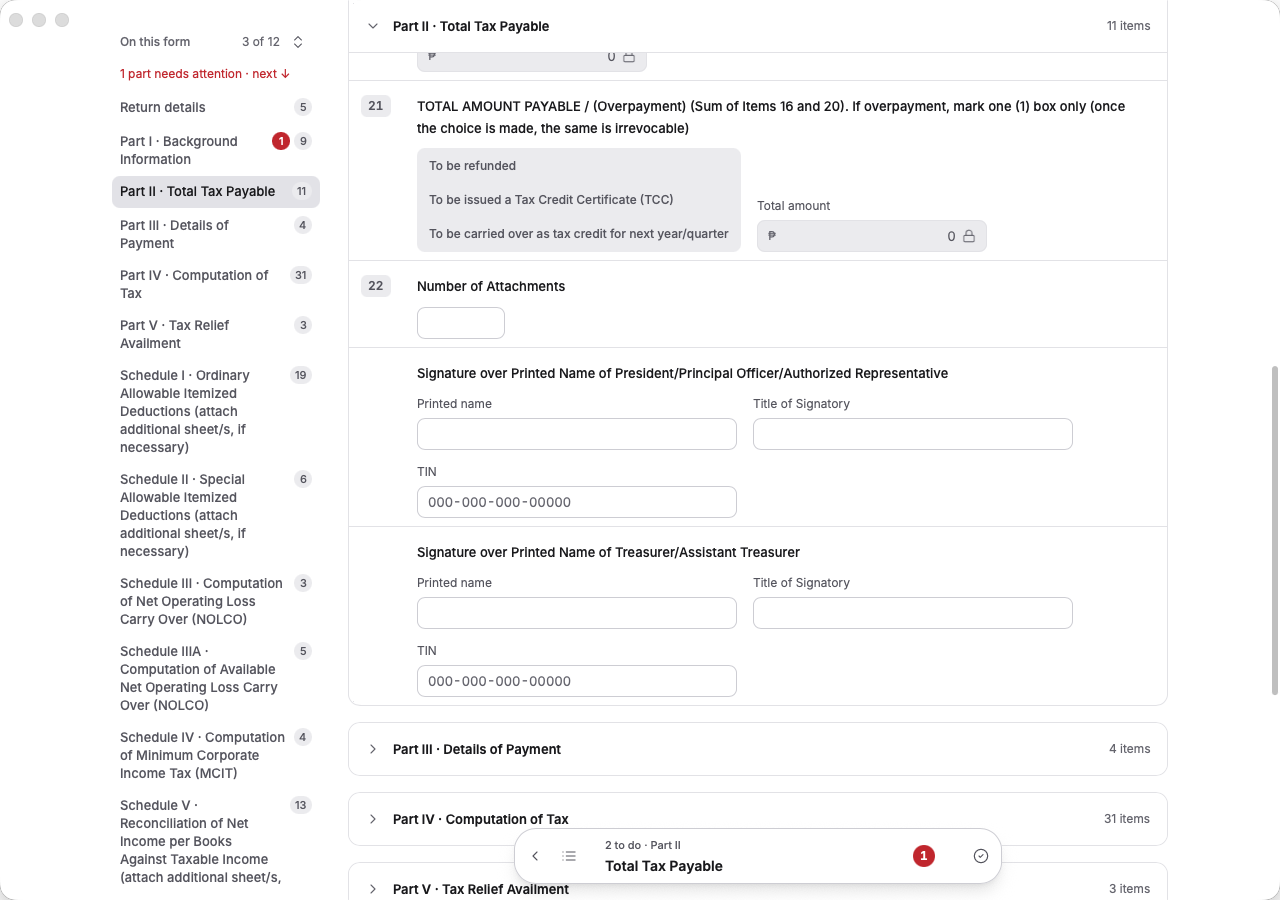 On this form
3 of 12
1 part needs attention · next ↓
Return details
5
Part I · Background
Information
1
9
Part II · Total Tax Payable
11
Part III · Details of
Payment
4
Part IV · Computation of
Tax
31
Part V · Tax Relief
Availment
3
Schedule I · Ordinary
Allowable Itemized
Deductions (attach
additional sheet/s, if
necessary)
19
Schedule II · Special
Allowable Itemized
Deductions (attach
additional sheet/s, if
necessary)
6
Schedule III · Computation
of Net Operating Loss
Carry Over (NOLCO)
3
Schedule IIIA ·
Computation of Available
Net Operating Loss Carry
Over (NOLCO)
5
Schedule IV · Computation
of Minimum Corporate
Income Tax (MCIT)
4
Schedule V ·
Reconciliation of Net
Income per Books
Against Taxable Income
(attach additional sheet/s,
13
Part II · Total Tax Payable
11 items
₱ 0
21
TOTAL AMOUNT PAYABLE / (Overpayment) (Sum of Items 16 and 20). If overpayment, mark one (1) box only (once
the choice is made, the same is irrevocable)
To be refunded
To be issued a Tax Credit Certificate (TCC)
To be carried over as tax credit for next year/quarter
Total amount
₱ 0
22
Number of Attachments
Signature over Printed Name of President/Principal Officer/Authorized Representative
Printed name
Title of Signatory
TIN
000-000-000-00000
Signature over Printed Name of Treasurer/Assistant Treasurer
Printed name
Title of Signatory
TIN
000-000-000-00000
Part III · Details of Payment
4 items
Part IV · Computation of Tax
31 items
Part V · Tax Relief Availment
3 items
2 to do · Part II
Total Tax Payable
1